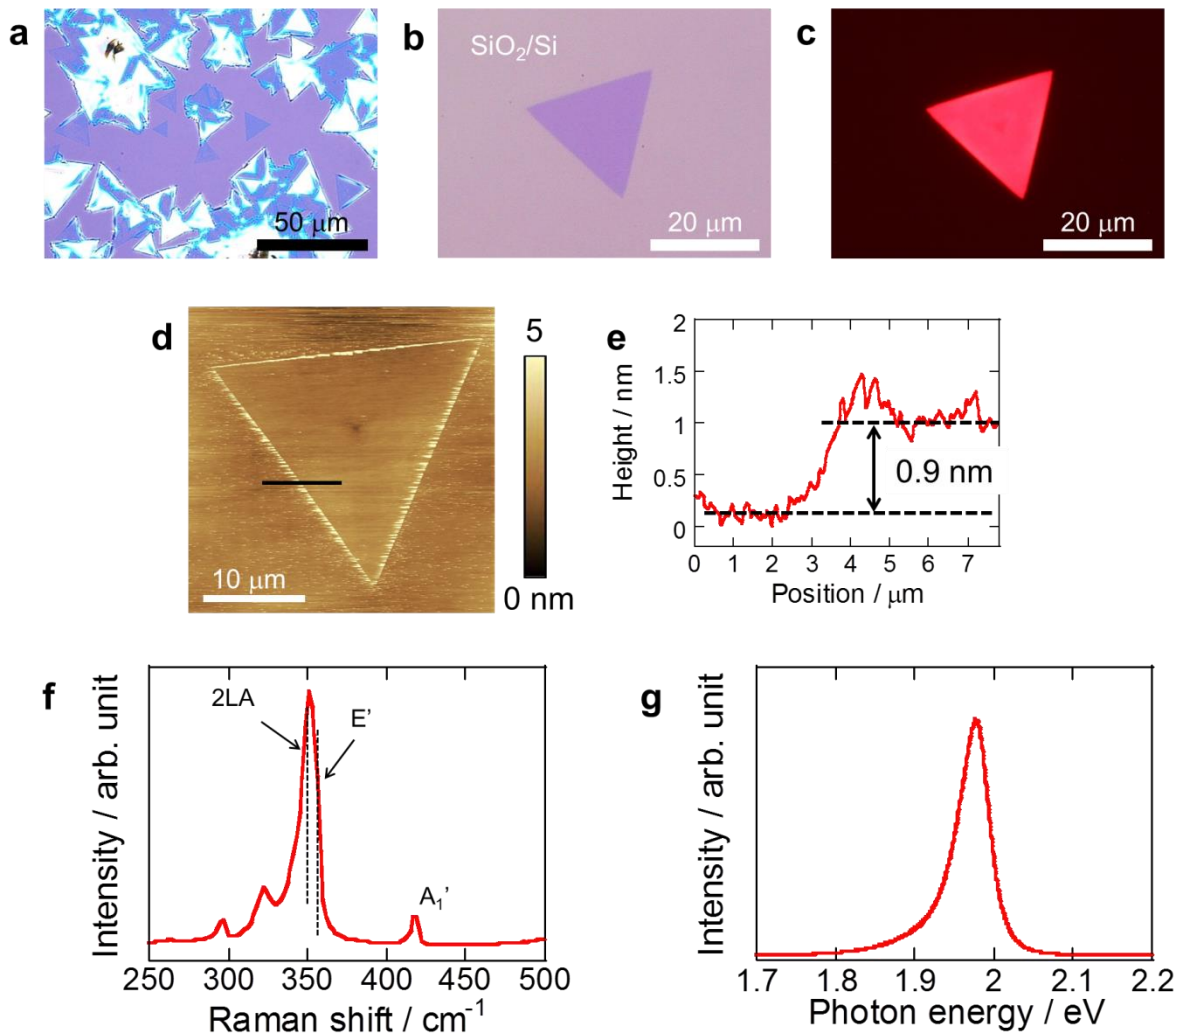 a
50 μm
b
SiO₂/Si
20 μm
c
20 μm
d
10 μm
5
0 nm
e
Height / nm
2
1.5
1
0.5
0
0.9 nm
0 1 2 3 4 5 6 7
Position / μm
f
Intensity / arb. unit
2LA
E’
A₁’
250 300 350 400 450 500
Raman shift / cm⁻¹
g
Intensity / arb. unit
1.7 1.8 1.9 2 2.1 2.2
Photon energy / eV